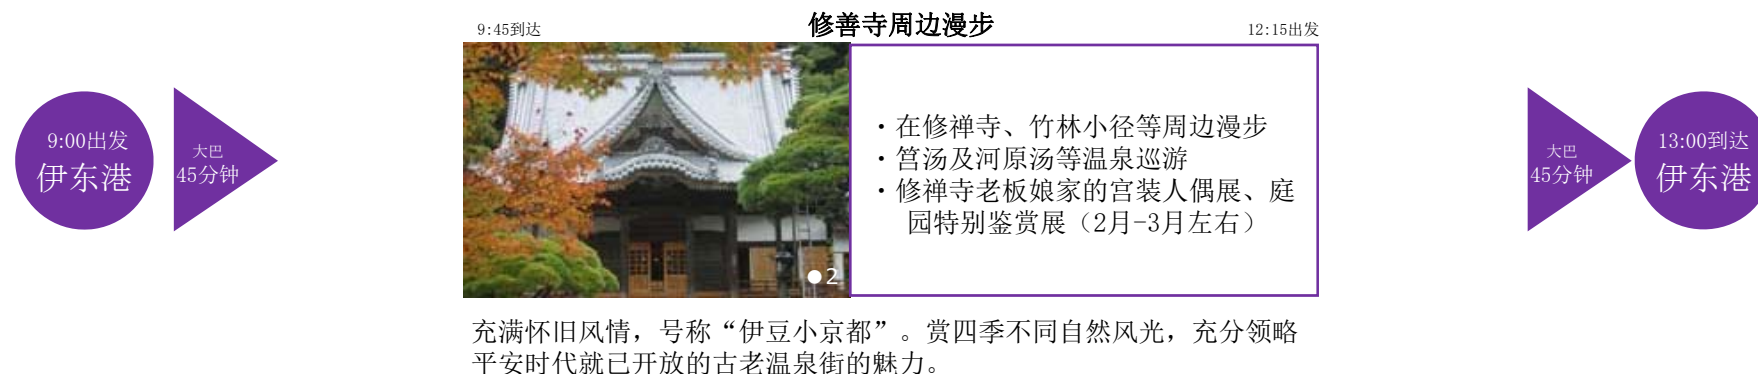 修善寺周边漫步
9:45到达
12:15出发
9:00出发
伊东港
大巴
45分钟
●2
・在修禅寺、竹林小径等周边漫步
・筥汤及河原汤等温泉巡游
・修禅寺老板娘家的宫装人偶展、庭
园特别鉴赏展（2月-3月左右）
大巴
45分钟
13:00到达
伊东港
充满怀旧风情，号称“伊豆小京都”。赏四季不同自然风光，充分领略
平安时代就已开放的古老温泉街的魅力。